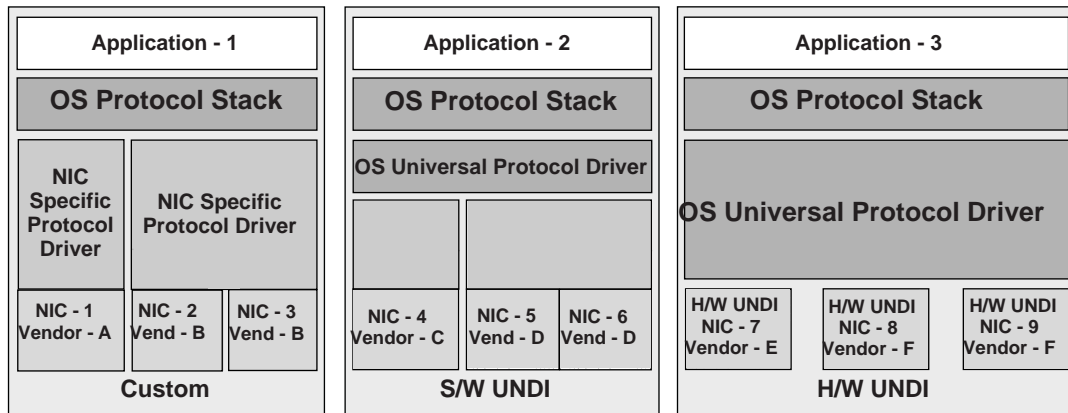 Application - 1
OS Protocol Stack
NIC
Specific
Protocol
Driver
NIC Specific
Protocol Driver
NIC - 1
Vendor - A
NIC - 2
Vend - B
NIC - 3
Vend - B
Custom
Application - 2
OS Protocol Stack
OS Universal Protocol Driver
NIC - 4
Vendor - C
NIC - 5
Vend - D
NIC - 6
Vend - D
S/W UNDI
Application - 3
OS Protocol Stack
OS Universal Protocol Driver
H/W UNDI
NIC - 7
Vendor - E
H/W UNDI
NIC - 8
Vendor - F
H/W UNDI
NIC - 9
Vendor - F
H/W UNDI